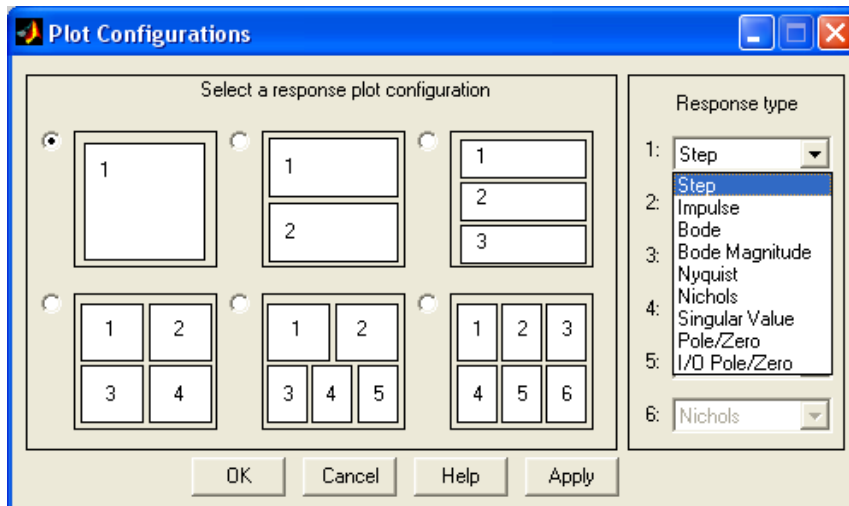 Plot Configurations
Select a response plot configuration
1
1
2
1
2
3
1 2
3 4
1 2
3 4 5
1 2 3
4 5 6
Response type
1: Step
Step
Impulse
Bode
Bode Magnitude
Nyquist
Nichols
Singular Value
Pole/Zero
I/O Pole/Zero
2:
3:
4:
5:
6: Nichols
OK Cancel Help Apply